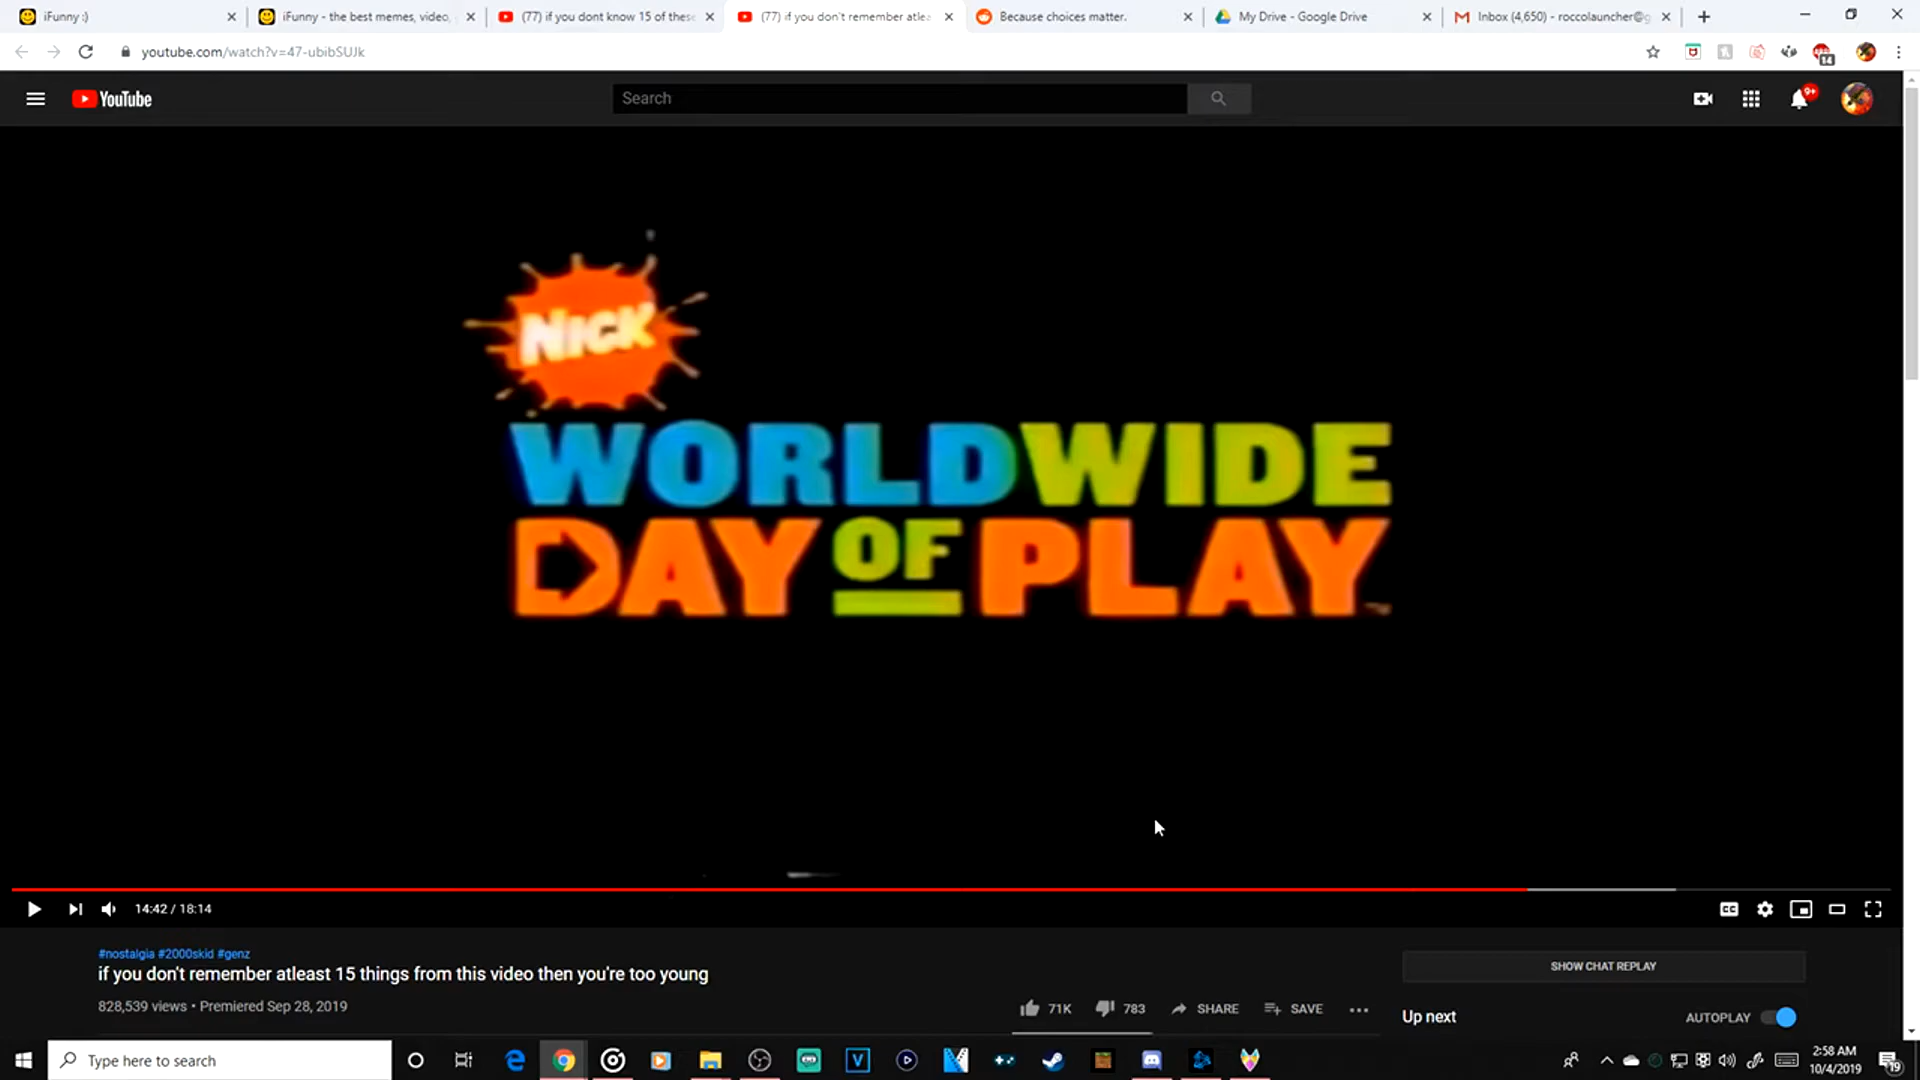 iFunny :)
iFunny - the best memes, video,
(77) if you dont know 15 of these
(77) if you don't remember atlea
Because choices matter.
My Drive - Google Drive
Inbox (4,650) - roccolauncher@g
youtube.com/watch?v=47-ubibSUJk
14
YouTube
Search
9+
NICK
WORLDWIDE
DAY OF PLAY
14:42 / 18:14
CC
#nostalgia #2000skid #genz
if you don't remember atleast 15 things from this video then you're too young
828,539 views • Premiered Sep 28, 2019
71K
783
SHARE
SAVE
SHOW CHAT REPLAY
Up next
AUTOPLAY
Type here to search
2:58 AM
10/4/2019
19